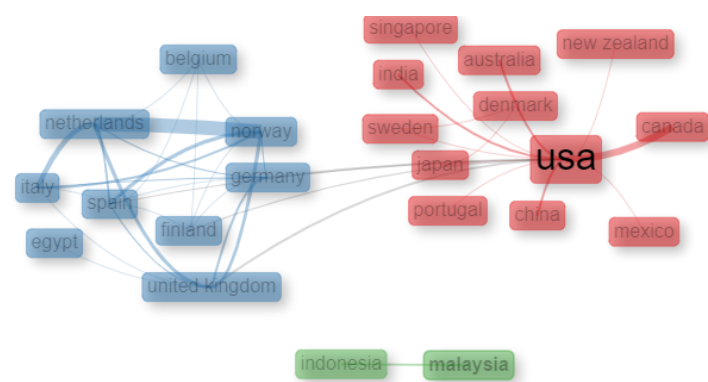 singapore
new zealand
belgium
australia
india
denmark
netherlands
norway
sweden
canada
usa
japan
italy
germany
spain
portugal
china
finland
mexico
egypt
united kingdom
indonesia
malaysia